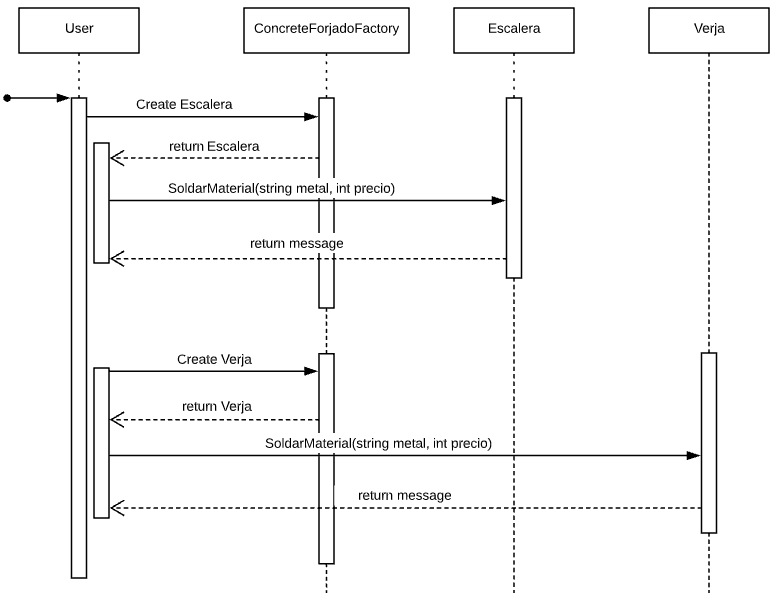 User
ConcreteForjadoFactory
Escalera
Verja
Create Escalera
return Escalera
SoldarMaterial(string metal, int precio)
return message
Create Verja
return Verja
SoldarMaterial(string metal, int precio)
return message